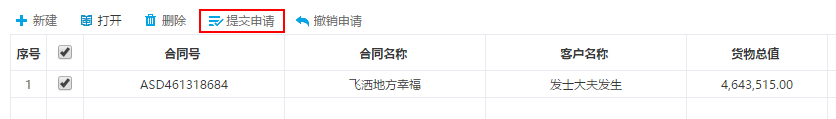 新建 打开 删除 提交申请 撤销申请
序号 合同号 合同名称 客户名称 货物总值
1 ASD461318684 飞洒地方幸福 发士大夫发生 4,643,515.00